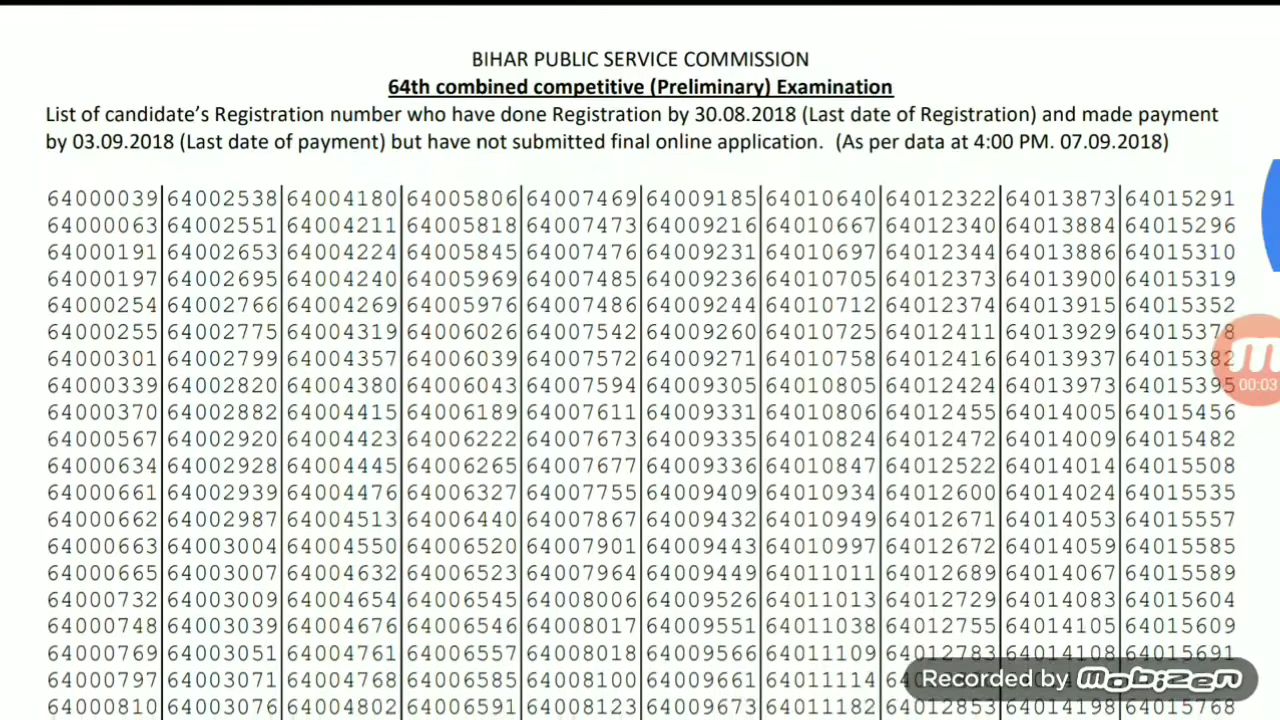 BIHAR PUBLIC SERVICE COMMISSION
64th combined competitive (Preliminary) Examination
List of candidate's Registration number who have done Registration by 30.08.2018 (Last date of Registration) and made payment
by 03.09.2018 (Last date of payment) but have not submitted final online application. (As per data at 4:00 PM. 07.09.2018)
64000039 64002538 64004180 64005806 64007469 64009185 64010640 64012322 64013873 64015291
64000063 64002551 64004211 64005818 64007473 64009216 64010667 64012340 64013884 64015296
64000191 64002653 64004224 64005845 64007476 64009231 64010697 64012344 64013886 64015310
64000197 64002695 64004240 64005969 64007485 64009236 64010705 64012373 64013900 64015319
64000254 64002766 64004269 64005976 64007486 64009244 64010712 64012374 64013915 64015352
64000255 64002775 64004319 64006026 64007542 64009260 64010725 64012411 64013929 64015378
64000301 64002799 64004357 64006039 64007572 64009271 64010758 64012416 64013937 64015382
64000339 64002820 64004380 64006043 64007594 64009305 64010805 64012424 64013973 64015395
00:03
64000370 64002882 64004415 64006189 64007611 64009331 64010806 64012455 64014005 64015456
64000567 64002920 64004423 64006222 64007673 64009335 64010824 64012472 64014009 64015482
64000634 64002928 64004445 64006265 64007677 64009336 64010847 64012522 64014014 64015508
64000661 64002939 64004476 64006327 64007755 64009409 64010934 64012600 64014024 64015535
64000662 64002987 64004513 64006440 64007867 64009432 64010949 64012671 64014053 64015557
64000663 64003004 64004550 64006520 64007901 64009443 64010997 64012672 64014059 64015585
64000665 64003007 64004632 64006523 64007964 64009449 64011011 64012689 64014067 64015589
64000732 64003009 64004654 64006545 64008006 64009526 64011013 64012729 64014083 64015604
64000748 64003039 64004676 64006546 64008017 64009551 64011038 64012755 64014105 64015609
64000769 64003051 64004761 64006557 64008018 64009566 64011109 64012783 64014108 64015691
64000797 64003071 64004768 64006585 64008100 64009661 64011114
Recorded by Mobizen
64000810 64003076 64004802 64006591 64008123 64009673 64011182 64012853 64014198 64015768